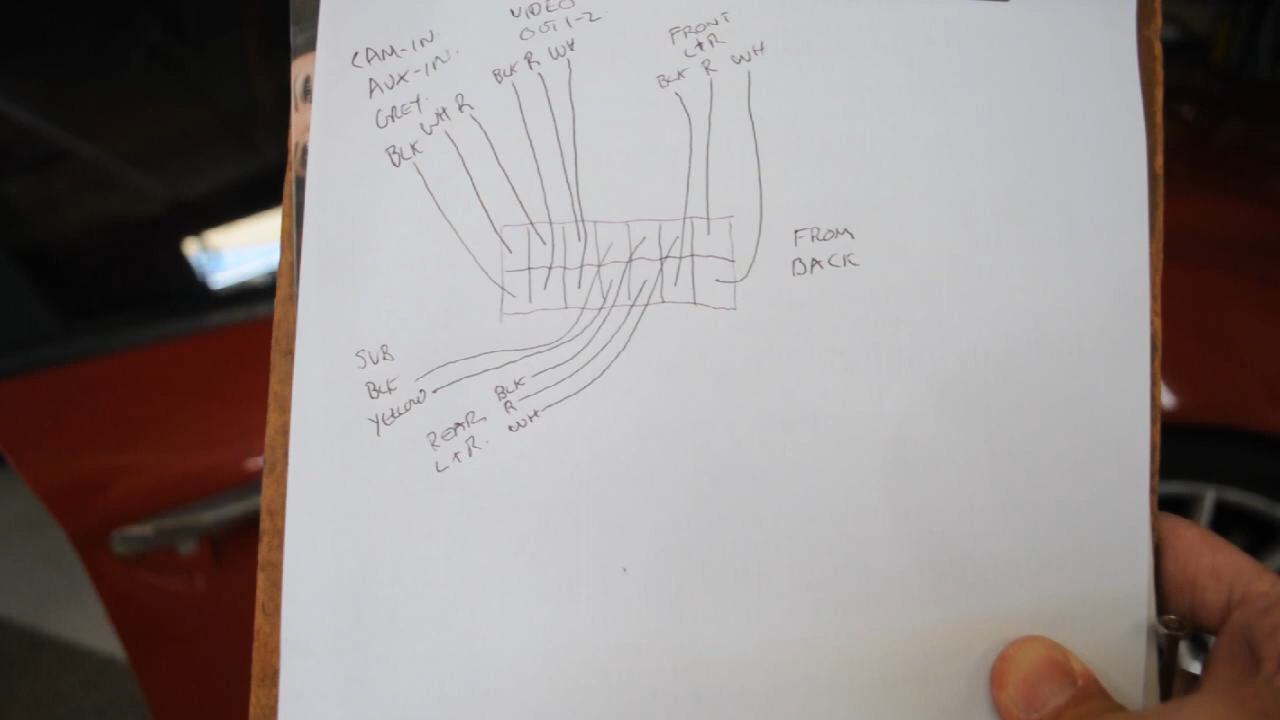 CAM-IN.
AUX-IN.
GREY.
BLK WH R
VIDEO
OUT 1-2
BLK R WH
FRONT
L+R
BLK R WH
FROM
BACK
SUB
BLK
YELLOW
REAR
L+R.
BLK
R
WH